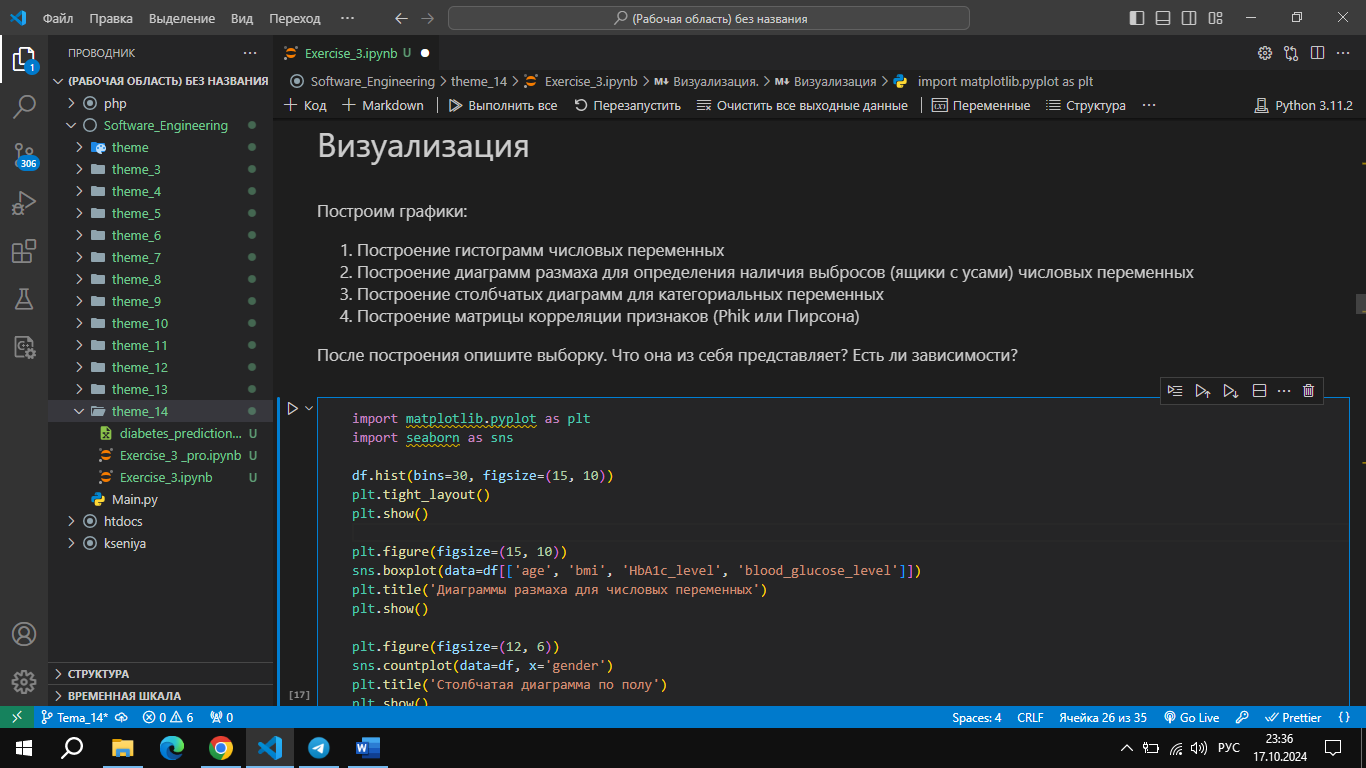 Файл Правка Выделение Вид Переход ··· (Рабочая область) без названия
ПРОВОДНИК ···
(РАБОЧАЯ ОБЛАСТЬ) БЕЗ НАЗВАНИЯ
php
Software_Engineering
theme
theme_3
theme_4
theme_5
theme_6
theme_7
theme_8
theme_9
theme_10
theme_11
theme_12
theme_13
theme_14
diabetes_prediction... U
Exercise_3 _pro.ipynb U
Exercise_3.ipynb U
Main.py
htdocs
kseniya
СТРУКТУРА
ВРЕМЕННАЯ ШКАЛА
1
306
Exercise_3.ipynb U
Software_Engineering > theme_14 > Exercise_3.ipynb > M↓ Визуализация. > M↓ Визуализация > import matplotlib.pyplot as plt
+ Код + Markdown Выполнить все Перезапустить Очистить все выходные данные Переменные Структура ··· Python 3.11.2
Визуализация
Построим графики:
1. Построение гистограмм числовых переменных
2. Построение диаграмм размаха для определения наличия выбросов (ящики с усами) числовых переменных
3. Построение столбчатых диаграмм для категориальных переменных
4. Построение матрицы корреляции признаков (Phik или Пирсона)
После построения опишите выборку. Что она из себя представляет? Есть ли зависимости?
import matplotlib.pyplot as plt
import seaborn as sns
df.hist(bins=30, figsize=(15, 10))
plt.tight_layout()
plt.show()
plt.figure(figsize=(15, 10))
sns.boxplot(data=df[['age', 'bmi', 'HbA1c_level', 'blood_glucose_level']])
plt.title('Диаграммы размаха для числовых переменных')
plt.show()
plt.figure(figsize=(12, 6))
sns.countplot(data=df, x='gender')
plt.title('Столбчатая диаграмма по полу')
plt.show()
[17]
Tema_14* 0 6 0 Spaces: 4 CRLF Ячейка 26 из 35 Go Live Prettier {}
РУС 23:36
17.10.2024